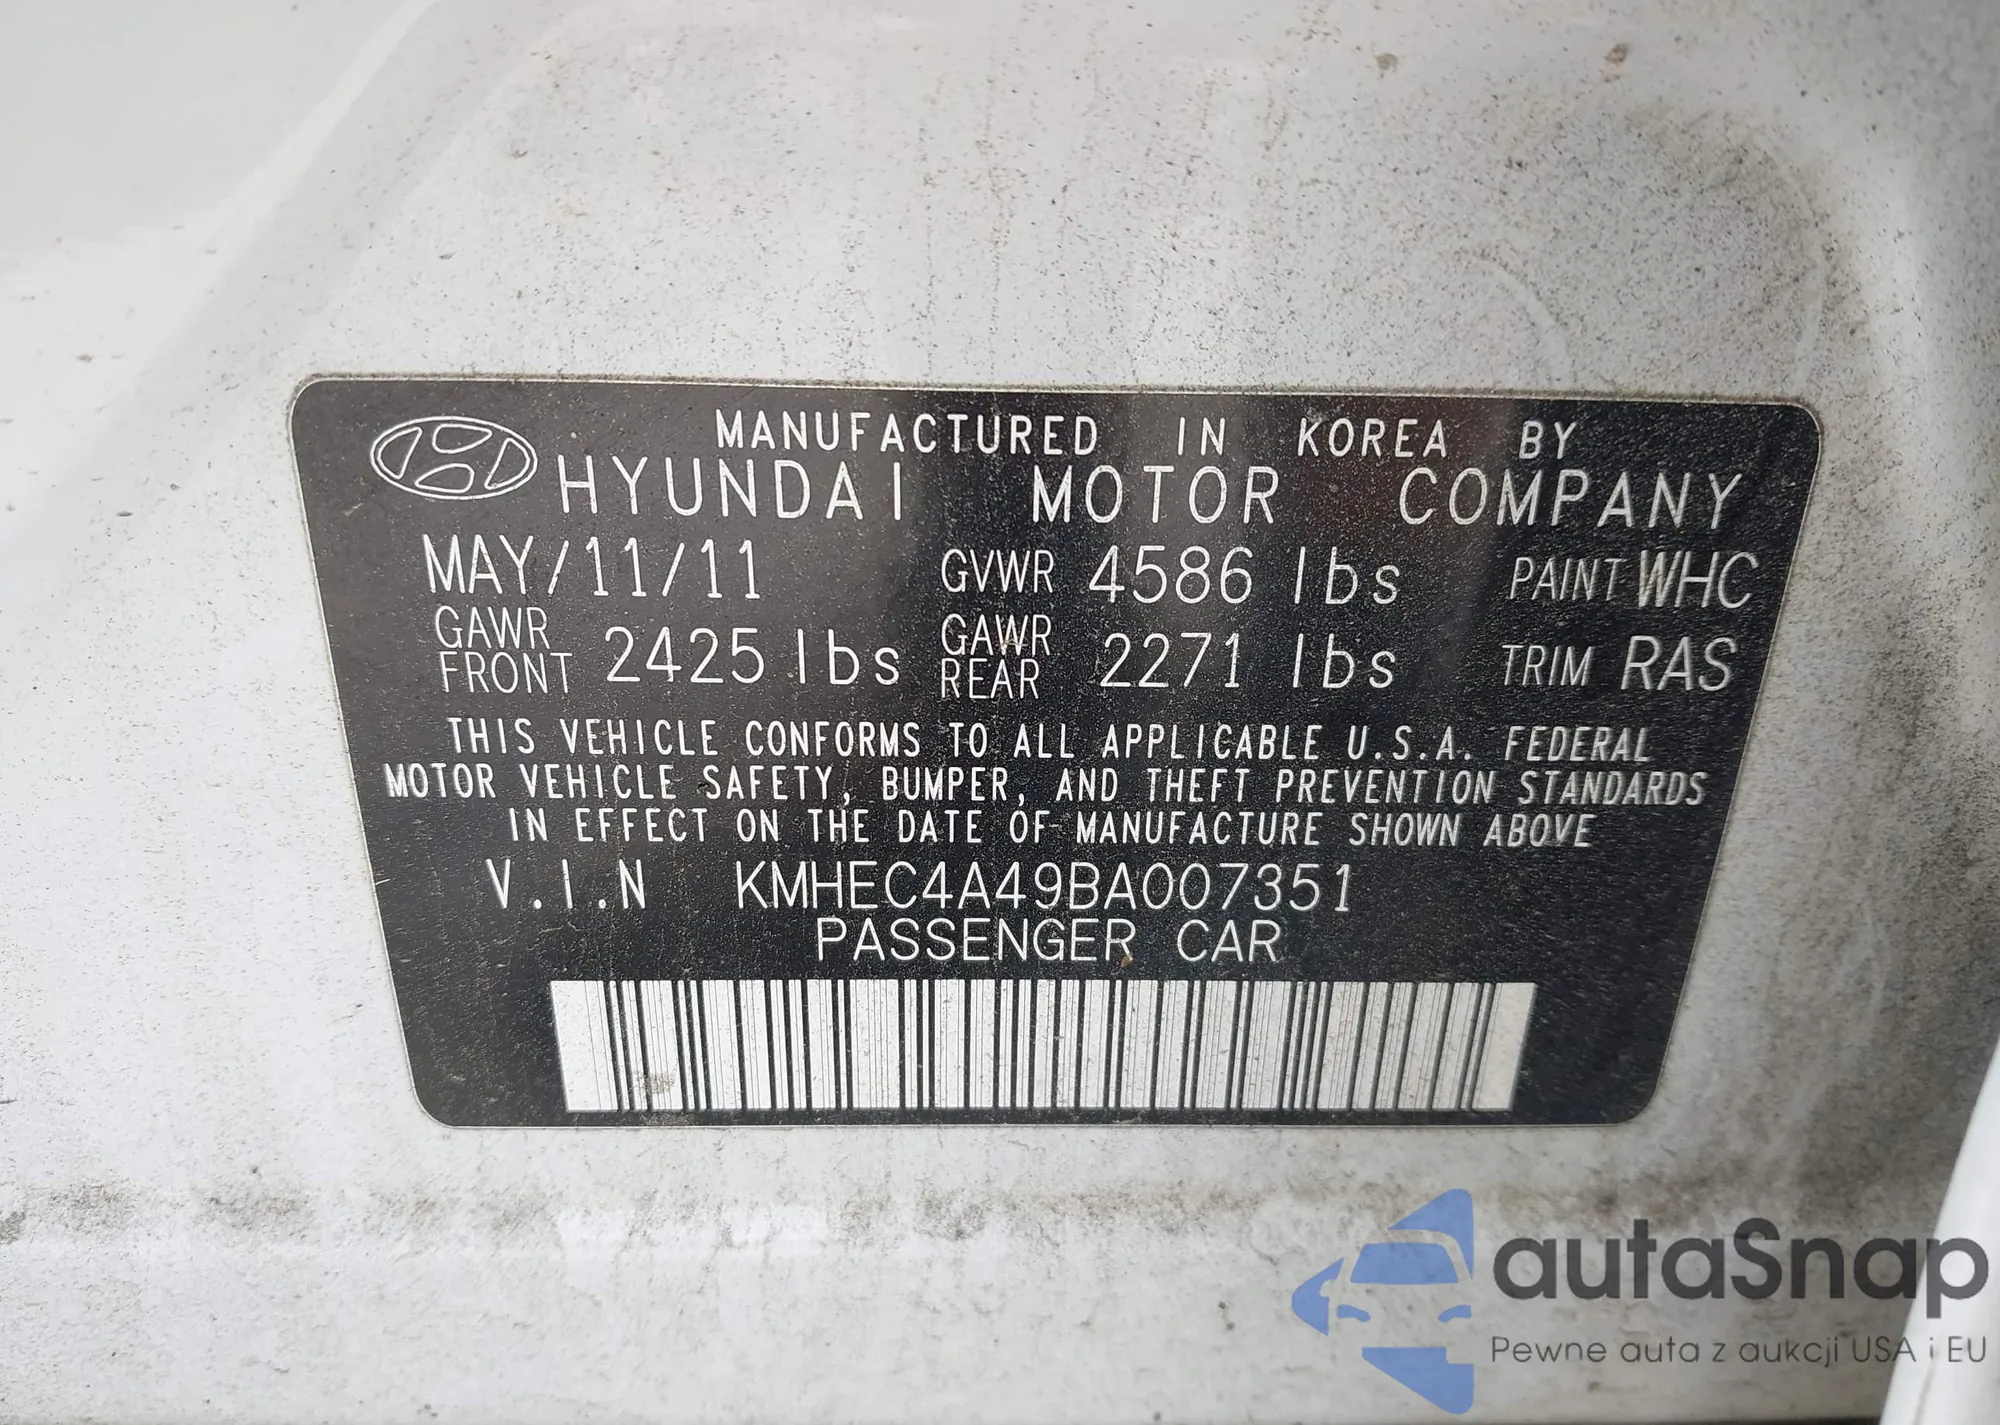 MANUFACTURED IN KOREA BY
HYUNDAI MOTOR COMPANY
MAY/11/11 GVWR 4586 lbs PAINT WHC
GAWR FRONT 2425 lbs GAWR REAR 2271 lbs TRIM RAS
THIS VEHICLE CONFORMS TO ALL APPLICABLE U.S.A. FEDERAL
MOTOR VEHICLE SAFETY, BUMPER, AND THEFT PREVENTION STANDARDS
IN EFFECT ON THE DATE OF MANUFACTURE SHOWN ABOVE
V.I.N KMHEC4A49BA007351
PASSENGER CAR
autaSnap
Pewne auta z aukcji USA i EU